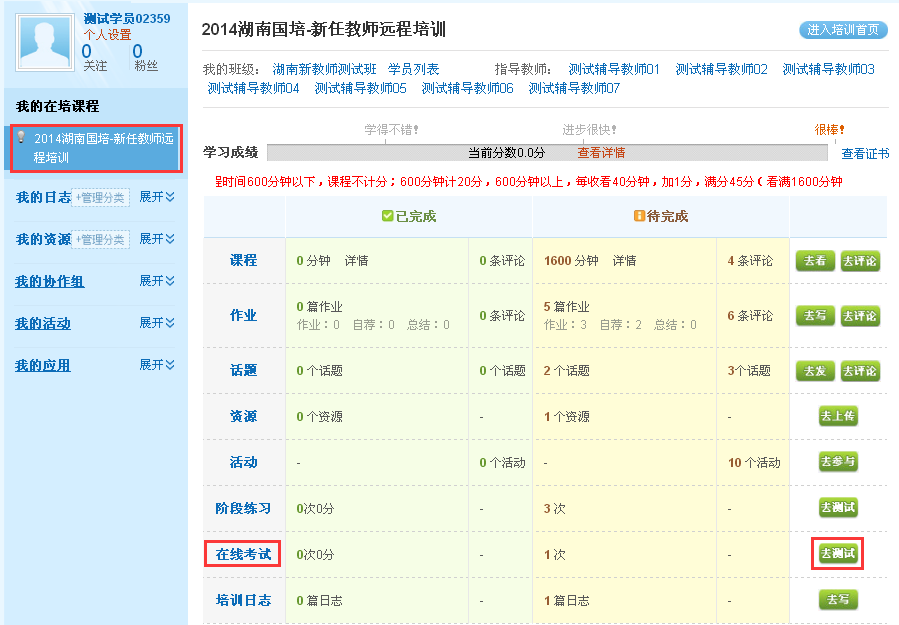 测试学员02359
个人设置
0 0
关注 粉丝
我的在培课程
2014湖南国培-新任教师远
程培训
我的日志 +管理分类 展开
我的资源 +管理分类 展开
我的协作组 展开
我的活动 展开
我的应用 展开
2014湖南国培-新任教师远程培训 进入培训首页
我的班级： 湖南新教师测试班 学员列表 指导教师： 测试辅导教师01 测试辅导教师02 测试辅导教师03
测试辅导教师04 测试辅导教师05 测试辅导教师06 测试辅导教师07
学得不错! 进步很快! 很棒!
学习成绩 当前分数0.0分 查看详情 查看证书
程时间600分钟以下，课程不计分；600分钟计20分，600分钟以上，每收看40分钟，加1分，满分45分（看满1600分钟
已完成 待完成
课程 0 分钟 详情 0 条评论 1600 分钟 详情 4 条评论 去看 去评论
作业 0 篇作业 0 条评论 5 篇作业 6 条评论 去写 去评论
作业：0 自荐：0 总结：0 作业：3 自荐：2 总结：0
话题 0 个话题 0 个话题 2 个话题 3个话题 去发 去评论
资源 0 个资源 - 1 个资源 - 去上传
活动 - 0 个活动 - 10 个活动 去参与
阶段练习 0次0分 - 3 次 - 去测试
在线考试 0次0分 - 1 次 - 去测试
培训日志 0 篇日志 - 1 篇日志 - 去写